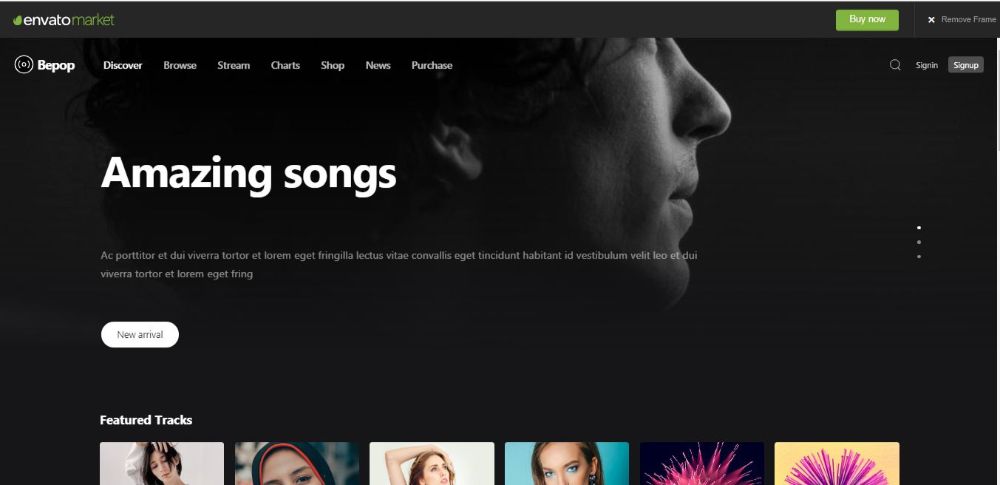 envato market
Buy now
Remove Frame
Bepop
Discover Browse Stream Charts Shop News Purchase
Signin Signup
Amazing songs
Ac porttitor et dui viverra tortor et lorem eget fringilla lectus vitae convallis eget tincidunt habitant id vestibulum velit leo et dui
viverra tortor et lorem eget fring
New arrival
Featured Tracks